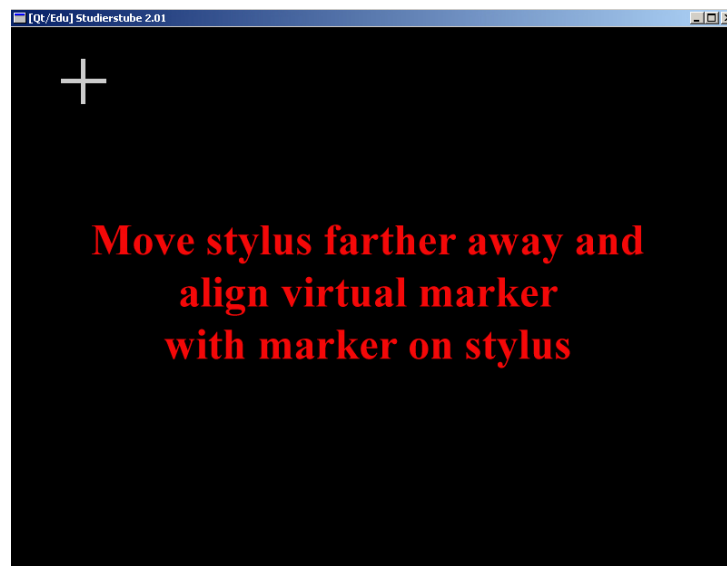 [Qt/Edu] Studierstube 2.01
Move stylus farther away and
align virtual marker
with marker on stylus